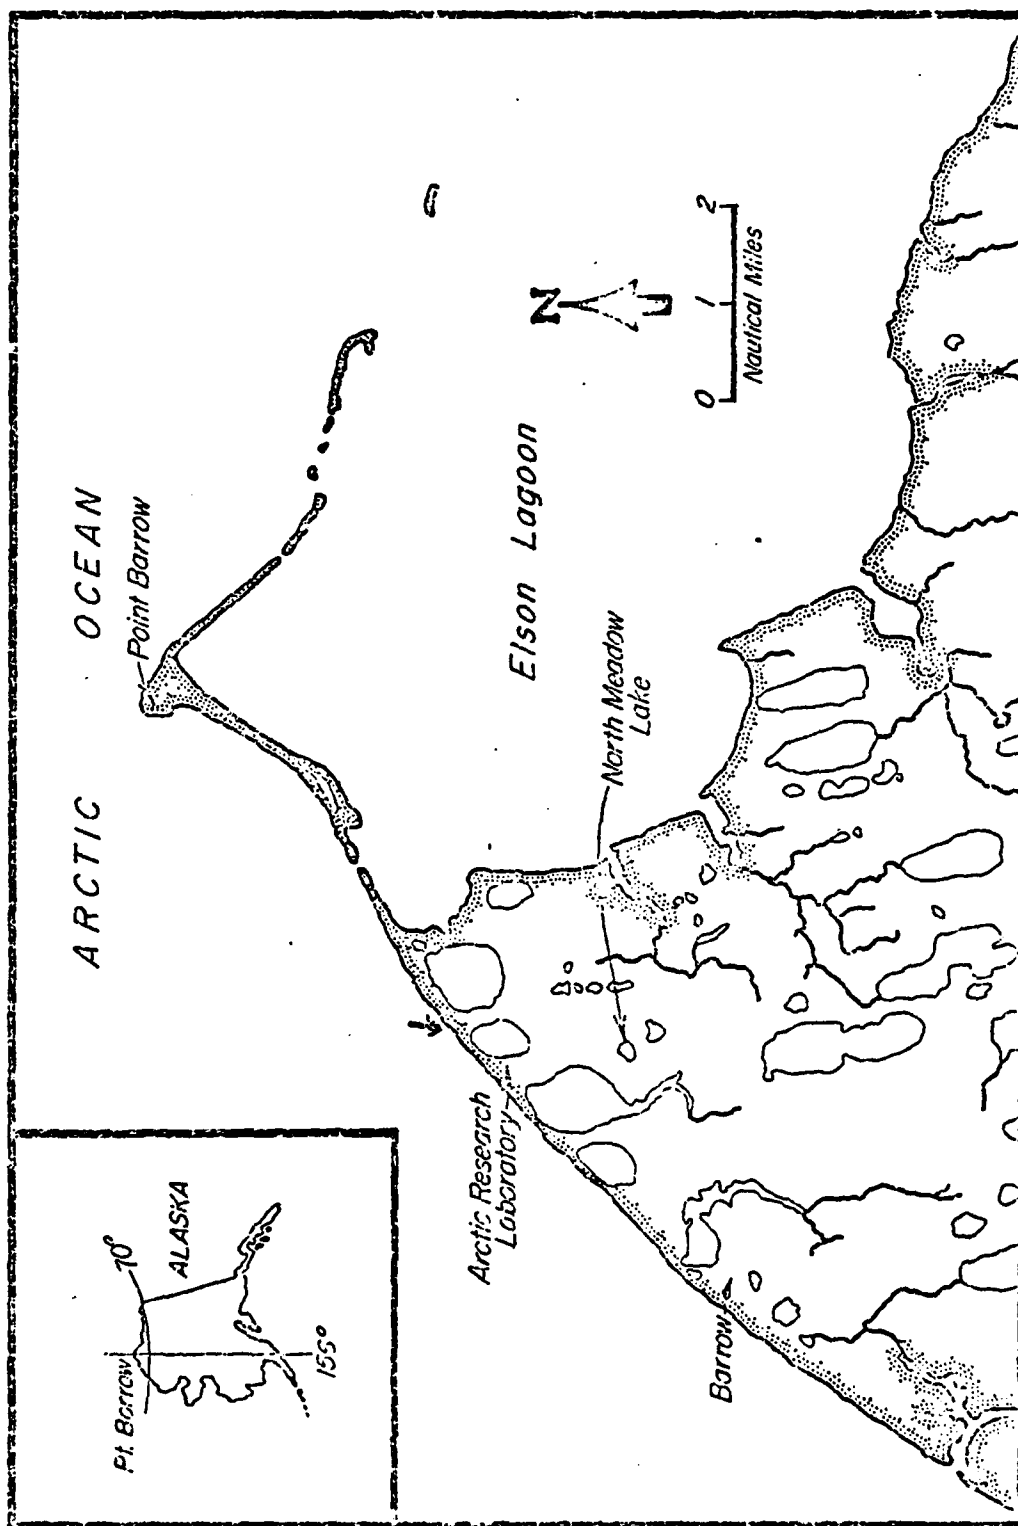 ARCTIC OCEAN
Point Barrow
Elson Lagoon
North Meadow
Lake
N
0 1 2
Nautical Miles
Arctic Research
Laboratory
Barrow
Pt. Barrow
70°
ALASKA
155°